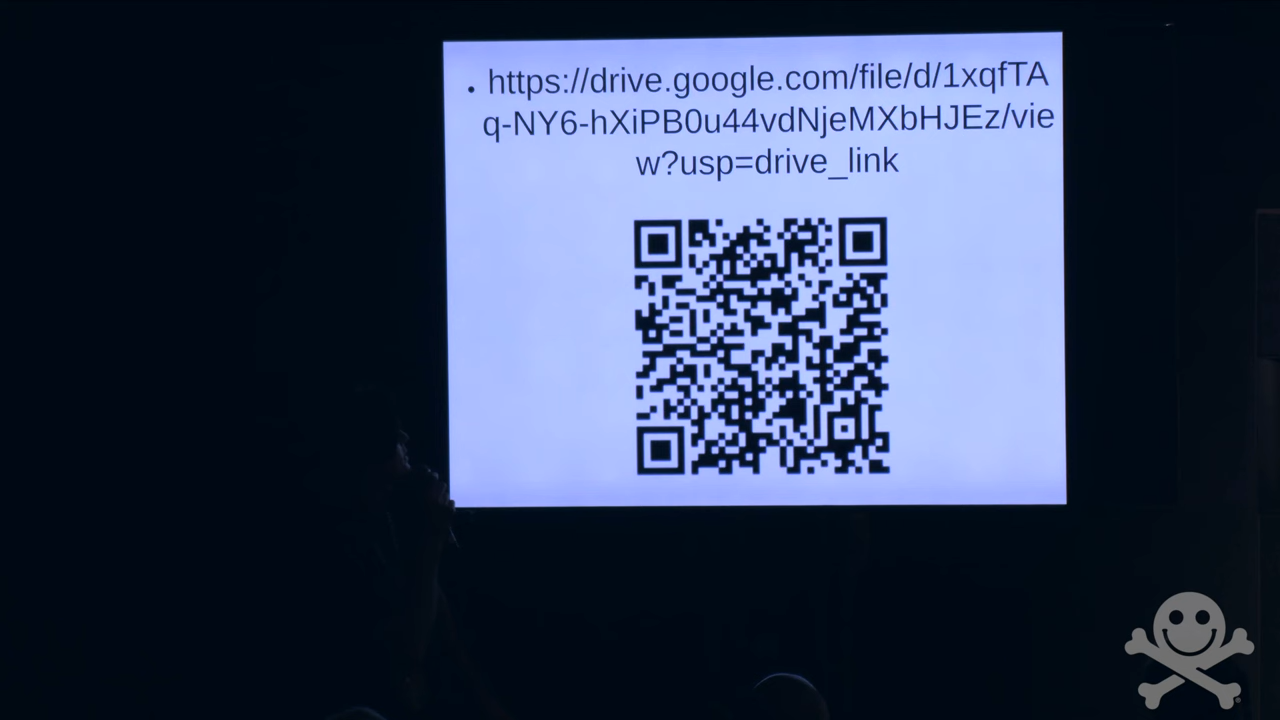 • https://drive.google.com/file/d/1xqfTA
q-NY6-hXiPB0u44vdNjeMXbHJEz/vie
w?usp=drive_link